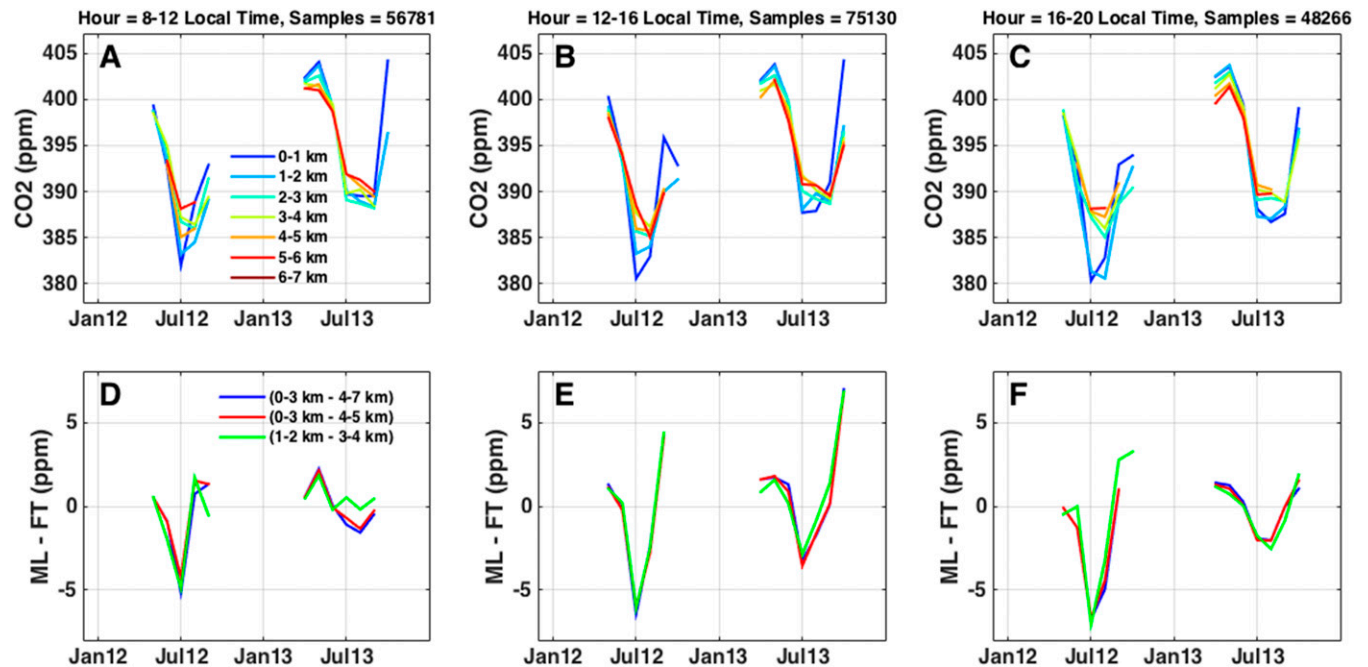 Hour = 8-12 Local Time, Samples = 56781
Hour = 12-16 Local Time, Samples = 75130
Hour = 16-20 Local Time, Samples = 48266
A
CO2 (ppm)
405
400
395
390
385
380
0-1 km
1-2 km
2-3 km
3-4 km
4-5 km
5-6 km
6-7 km
Jan12 Jul12 Jan13 Jul13
B
CO2 (ppm)
405
400
395
390
385
380
Jan12 Jul12 Jan13 Jul13
C
CO2 (ppm)
405
400
395
390
385
380
Jan12 Jul12 Jan13 Jul13
D
ML - FT (ppm)
5
0
-5
(0-3 km - 4-7 km)
(0-3 km - 4-5 km)
(1-2 km - 3-4 km)
Jan12 Jul12 Jan13 Jul13
E
ML - FT (ppm)
5
0
-5
Jan12 Jul12 Jan13 Jul13
F
ML - FT (ppm)
5
0
-5
Jan12 Jul12 Jan13 Jul13